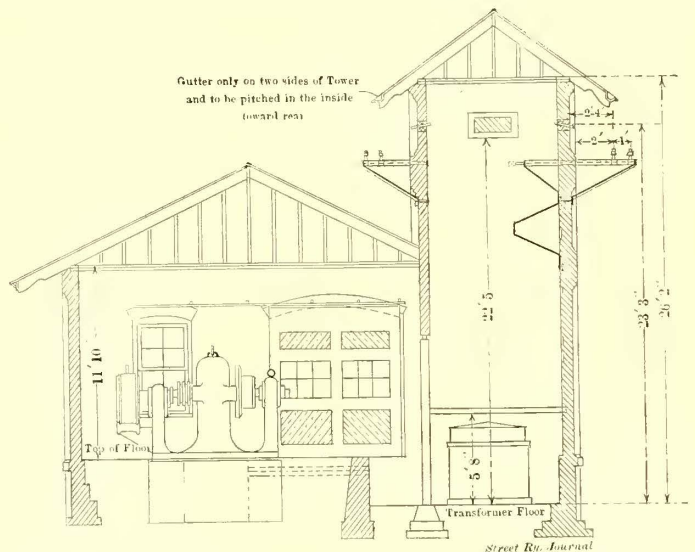 Gutter only on two sides of Tower
and to be pitched in the inside
toward rear
2'4"
2' 1'
22'5
23'3"
26'2"
11'10
5'8"
Top of Floor
Transformer Floor
Street Ry. Journal